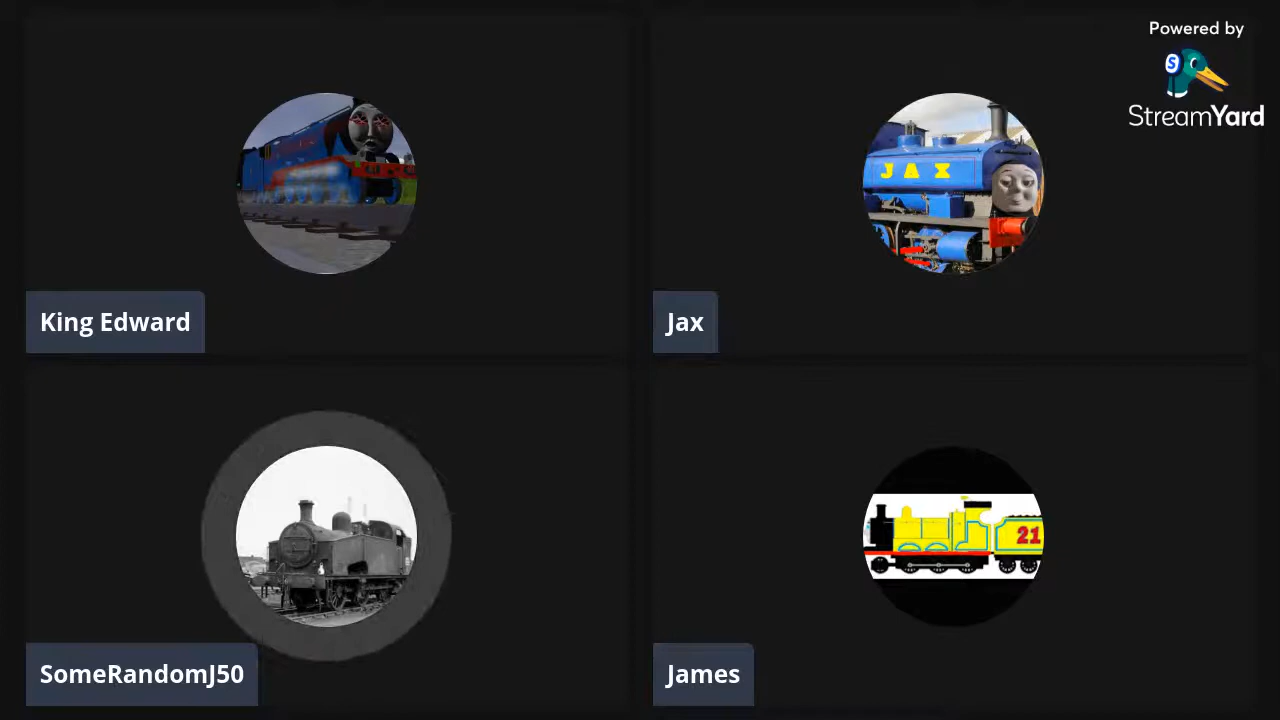 Powered by
S
StreamYard
JAX
King Edward
Jax
21
SomeRandomJ50
James